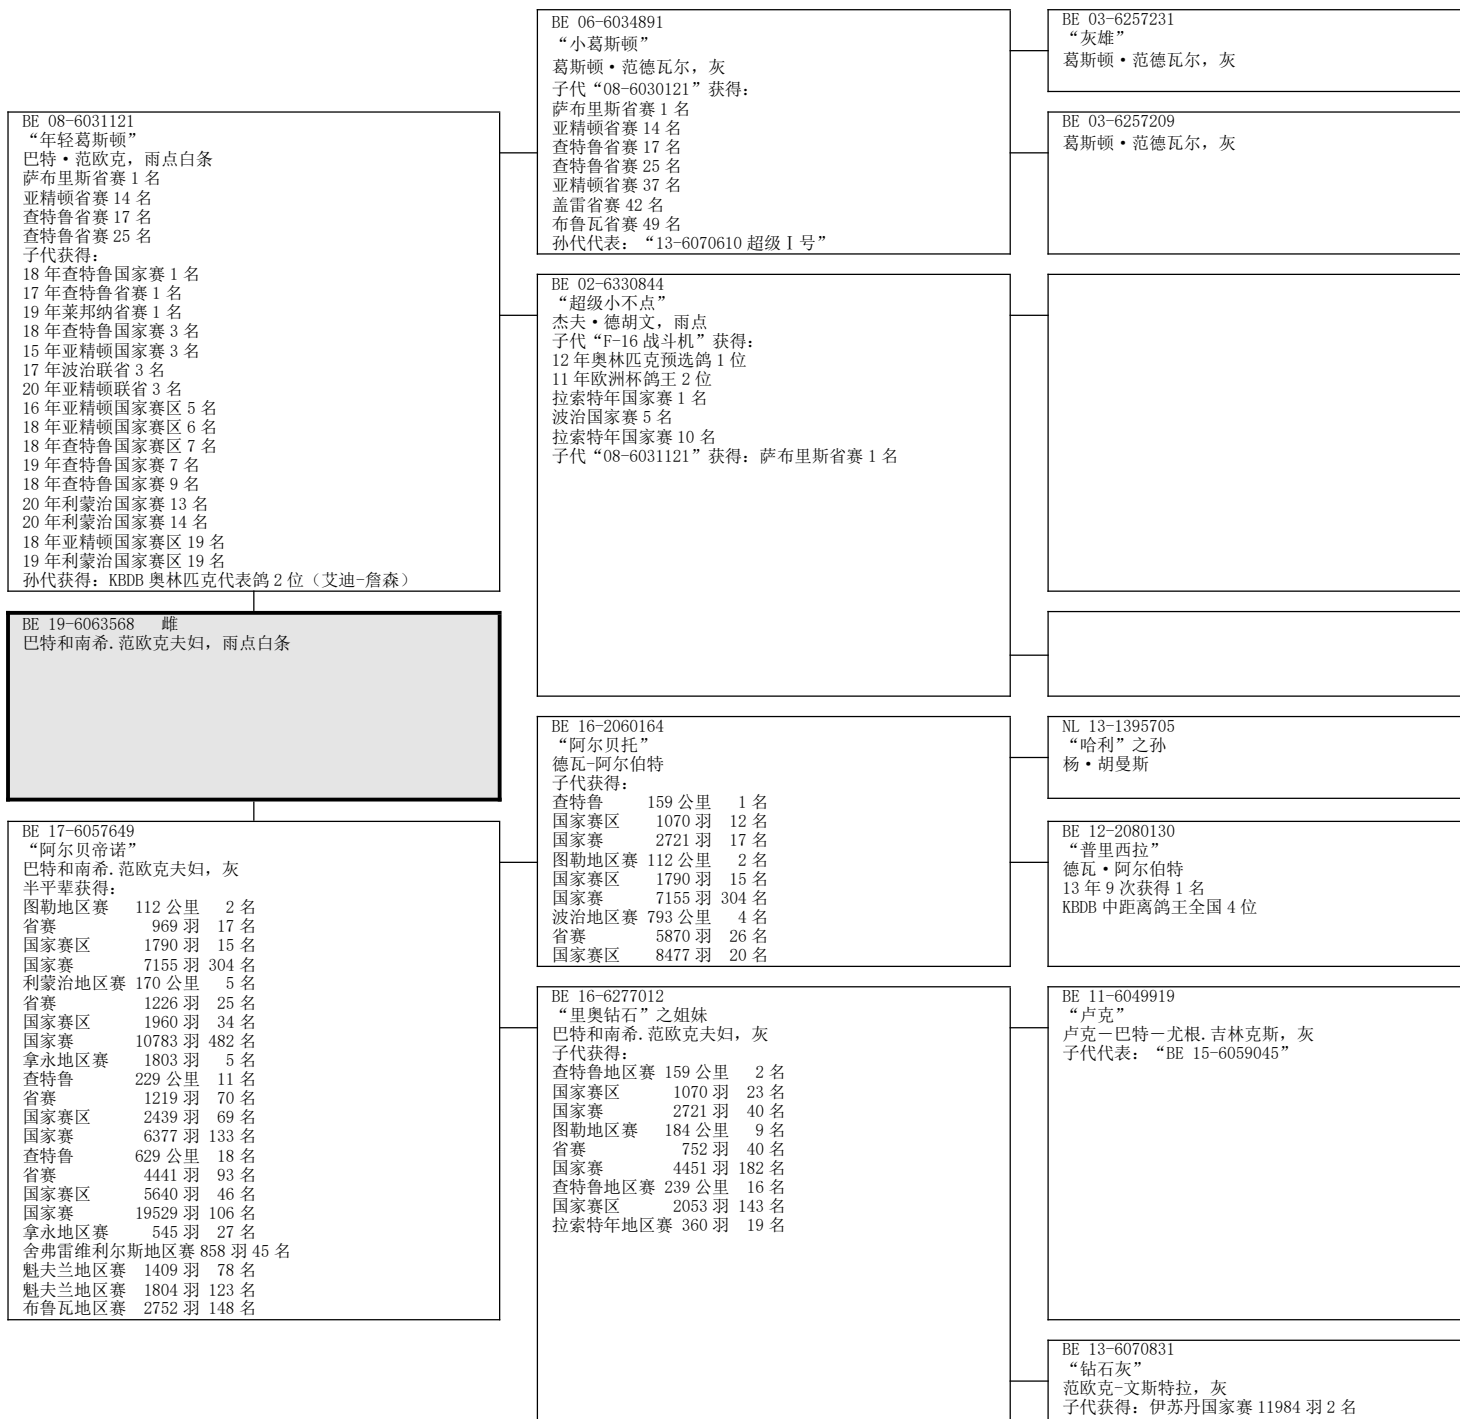 BE 08-6031121
“年轻葛斯顿”
巴特·范欧克，雨点白条
萨布里斯省赛 1 名
亚精顿省赛 14 名
查特鲁省赛 17 名
查特鲁省赛 25 名
子代获得：
18 年查特鲁国家赛 1 名
17 年查特鲁省赛 1 名
19 年莱邦纳省赛 1 名
18 年查特鲁国家赛 3 名
15 年亚精顿国家赛 3 名
17 年波治联省 3 名
20 年亚精顿联省 3 名
16 年亚精顿国家赛区 5 名
18 年亚精顿国家赛区 6 名
18 年查特鲁国家赛区 7 名
19 年查特鲁国家赛 7 名
18 年查特鲁国家赛 9 名
20 年利蒙治国家赛 13 名
20 年利蒙治国家赛 14 名
18 年亚精顿国家赛区 19 名
19 年利蒙治国家赛区 19 名
孙代获得：KBDB 奥林匹克代表鸽 2 位（艾迪-詹森）
BE 19-6063568 雌
巴特和南希.范欧克夫妇，雨点白条
BE 17-6057649
“阿尔贝帝诺”
巴特和南希.范欧克夫妇，灰
半平辈获得：
图勒地区赛 112 公里 2 名
省赛 969 羽 17 名
国家赛区 1790 羽 15 名
国家赛 7155 羽 304 名
利蒙治地区赛 170 公里 5 名
省赛 1226 羽 25 名
国家赛区 1960 羽 34 名
国家赛 10783 羽 482 名
拿永地区赛 1803 羽 5 名
查特鲁 229 公里 11 名
省赛 1219 羽 70 名
国家赛区 2439 羽 69 名
国家赛 6377 羽 133 名
查特鲁 629 公里 18 名
省赛 4441 羽 93 名
国家赛区 5640 羽 46 名
国家赛 19529 羽 106 名
拿永地区赛 545 羽 27 名
舍弗雷维利尔斯地区赛 858 羽 45 名
魁夫兰地区赛 1409 羽 78 名
魁夫兰地区赛 1804 羽 123 名
布鲁瓦地区赛 2752 羽 148 名
BE 06-6034891
“小葛斯顿”
葛斯顿·范德瓦尔，灰
子代“08-6030121”获得：
萨布里斯省赛 1 名
亚精顿省赛 14 名
查特鲁省赛 17 名
查特鲁省赛 25 名
亚精顿省赛 37 名
盖雷省赛 42 名
布鲁瓦省赛 49 名
孙代代表：“13-6070610 超级Ⅰ号”
BE 02-6330844
“超级小不点”
杰夫·德胡文，雨点
子代“F-16 战斗机”获得：
12 年奥林匹克预选鸽 1 位
11 年欧洲杯鸽王 2 位
拉索特年国家赛 1 名
波治国家赛 5 名
拉索特年国家赛 10 名
子代“08-6031121”获得：萨布里斯省赛 1 名
BE 16-2060164
“阿尔贝托”
德瓦-阿尔伯特
子代获得：
查特鲁 159 公里 1 名
国家赛区 1070 羽 12 名
国家赛 2721 羽 17 名
图勒地区赛 112 公里 2 名
国家赛区 1790 羽 15 名
国家赛 7155 羽 304 名
波治地区赛 793 公里 4 名
省赛 5870 羽 26 名
国家赛区 8477 羽 20 名
BE 16-6277012
“里奥钻石”之姐妹
巴特和南希.范欧克夫妇，灰
子代获得：
查特鲁地区赛 159 公里 2 名
国家赛区 1070 羽 23 名
国家赛 2721 羽 40 名
图勒地区赛 184 公里 9 名
省赛 752 羽 40 名
国家赛 4451 羽 182 名
查特鲁地区赛 239 公里 16 名
国家赛区 2053 羽 143 名
拉索特年地区赛 360 羽 19 名
BE 03-6257231
“灰雄”
葛斯顿·范德瓦尔，灰
BE 03-6257209
葛斯顿·范德瓦尔，灰
NL 13-1395705
“哈利”之孙
杨·胡曼斯
BE 12-2080130
“普里西拉”
德瓦·阿尔伯特
13 年 9 次获得 1 名
KBDB 中距离鸽王全国 4 位
BE 11-6049919
“卢克”
卢克－巴特－尤根.吉林克斯，灰
子代代表：“BE 15-6059045”
BE 13-6070831
“钻石灰”
范欧克-文斯特拉，灰
子代获得：伊苏丹国家赛 11984 羽 2 名